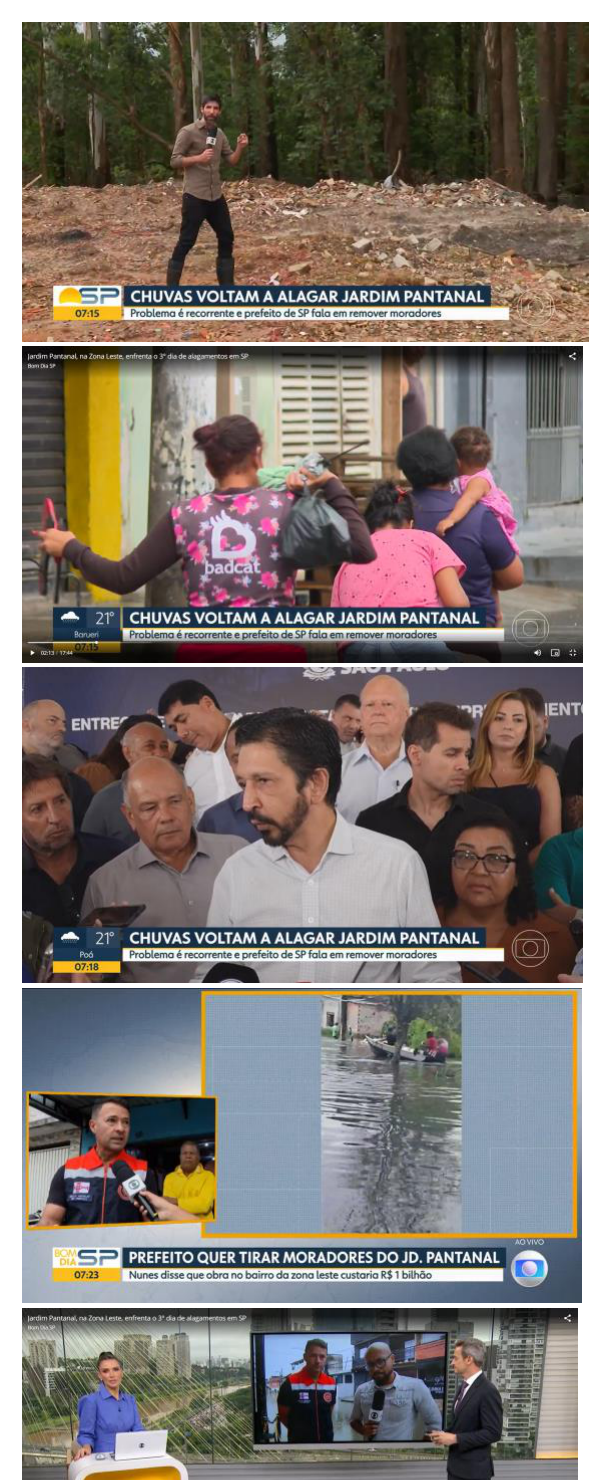 SP
CHUVAS VOLTAM A ALAGAR JARDIM PANTANAL
07:15
Problema é recorrente e prefeito de SP fala em remover moradores
Jardim Pantanal, na Zona Leste, enfrenta o 3º dia de alagamentos em SP
Bom Dia SP
badcat
21°
CHUVAS VOLTAM A ALAGAR JARDIM PANTANAL
Barueri
Problema é recorrente e prefeito de SP fala em remover moradores
07:15
02:13 / 17:44
SÃO PAULO
ENTREG
MENTO
21°
CHUVAS VOLTAM A ALAGAR JARDIM PANTANAL
Poá
Problema é recorrente e prefeito de SP fala em remover moradores
07:18
AO VIVO
BOM DIA SP
PREFEITO QUER TIRAR MORADORES DO JD. PANTANAL
07:23
Nunes disse que obra no bairro da zona leste custaria R$ 1 bilhão
Jardim Pantanal, na Zona Leste, enfrenta o 3º dia de alagamentos em SP
Bom Dia SP